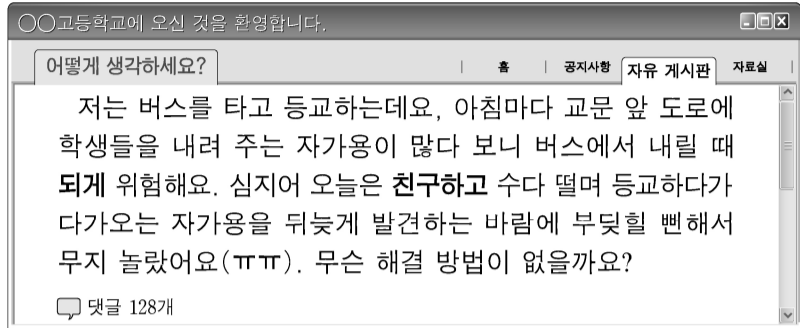 ○○고등학교에 오신 것을 환영합니다.
어떻게 생각하세요? | 홈 | 공지사항 자유 게시판 자료실 |
저는 버스를 타고 등교하는데요, 아침마다 교문 앞 도로에
학생들을 내려 주는 자가용이 많다 보니 버스에서 내릴 때
되게 위험해요. 심지어 오늘은 친구하고 수다 떨며 등교하다가
다가오는 자가용을 뒤늦게 발견하는 바람에 부딪힐 뻔해서
무지 놀랐어요(ㅠㅠ). 무슨 해결 방법이 없을까요?
댓글 128개